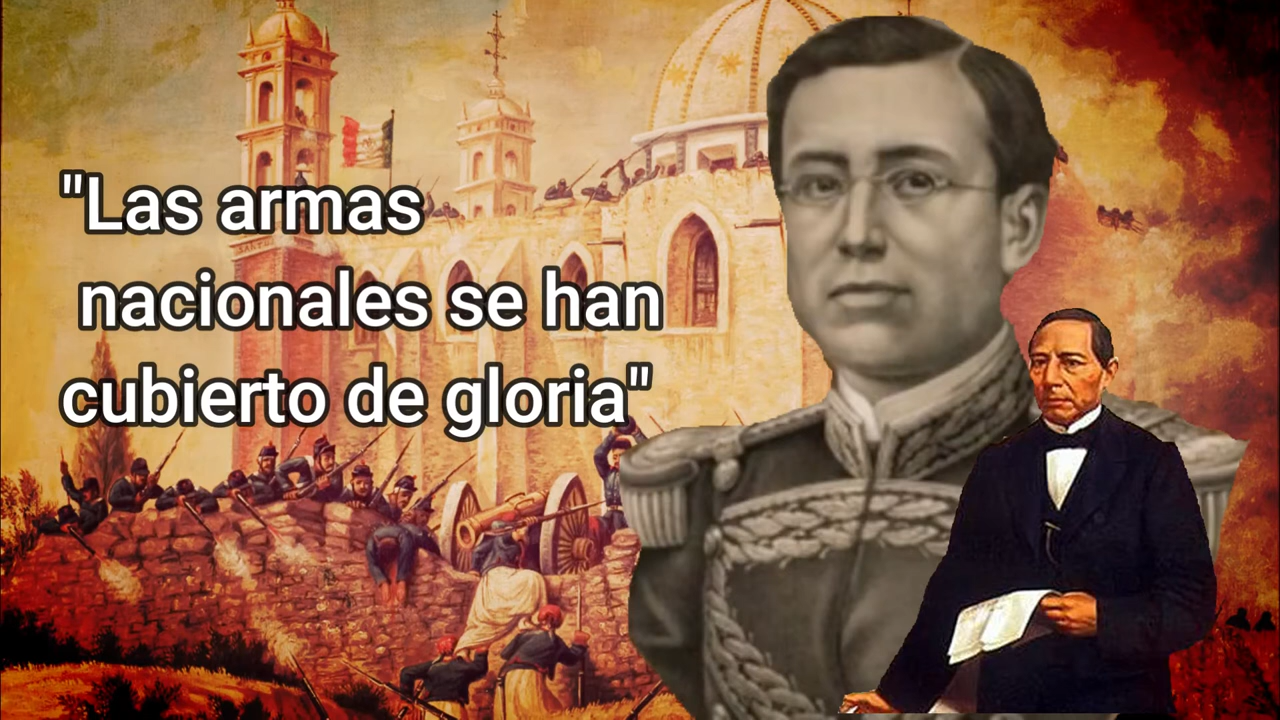 "Las armas
nacionales se han
cubierto de gloria"